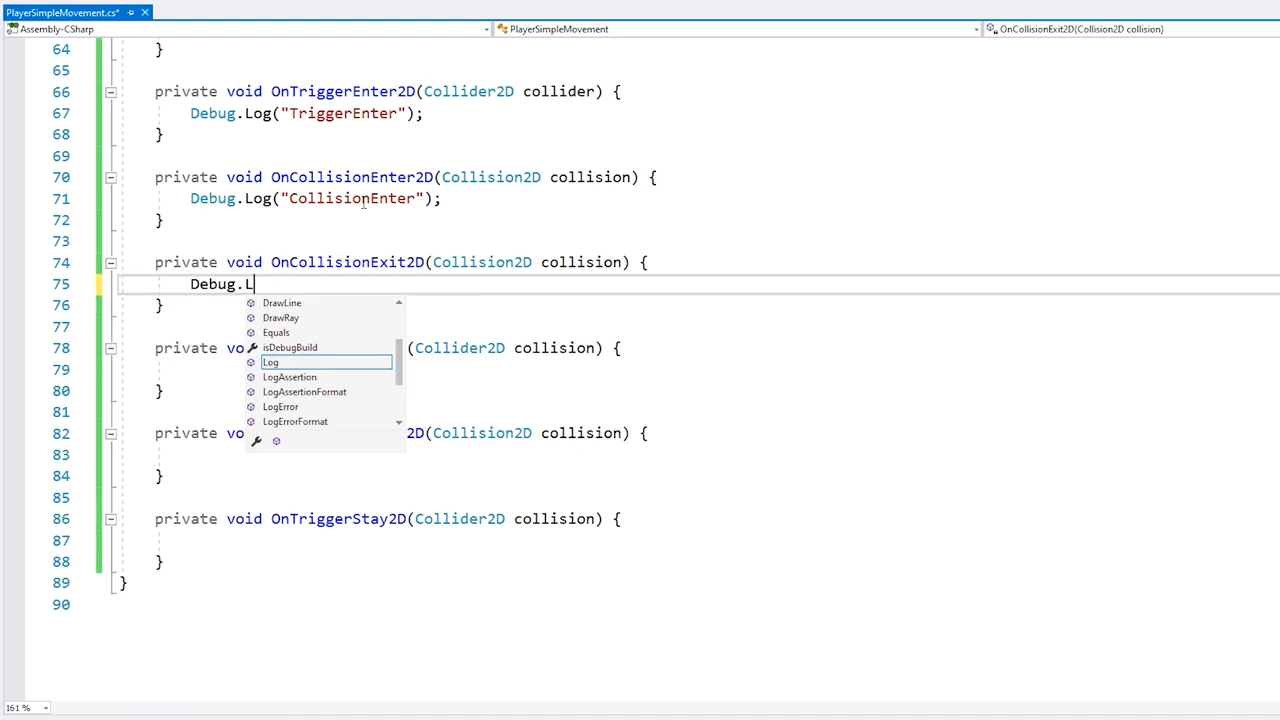 PlayerSimpleMovement.cs*
Assembly-CSharp PlayerSimpleMovement OnCollisionExit2D(Collision2D collision)
64 }
65
66 private void OnTriggerEnter2D(Collider2D collider) {
67 Debug.Log("TriggerEnter");
68 }
69
70 private void OnCollisionEnter2D(Collision2D collision) {
71 Debug.Log("CollisionEnter");
72 }
73
74 private void OnCollisionExit2D(Collision2D collision) {
75 Debug.L
76 }
DrawLine
DrawRay
Equals
isDebugBuild
Log
LogAssertion
LogAssertionFormat
LogError
LogErrorFormat
77
78 private vo (Collider2D collision) {
79
80 }
81
82 private vo 2D(Collision2D collision) {
83
84 }
85
86 private void OnTriggerStay2D(Collider2D collision) {
87
88 }
89 }
90
161 %